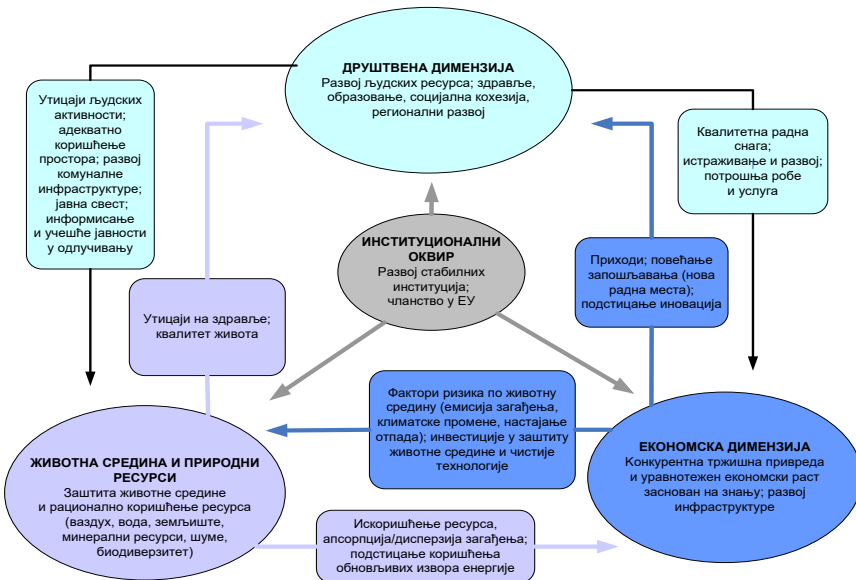 ДРУШТВЕНА ДИМЕНЗИЈА
Развој људских ресурса; здравље,
образовање, социјална кохезија,
регионални развој
Утицаји људских
активности;
адекватно
коришћење
простора; развој
комуналне
инфраструктуре;
јавна свест;
информисање
и учешће јавности
у одлучивању
Квалитетна радна
снага;
истраживање и развој;
потрошња робе
и услуга
ИНСТИТУЦИОНАЛНИ
ОКВИР
Развој стабилних
институција;
чланство у ЕУ
Приходи; повећање
запошљавања (нова
радна места);
подстицање иновација
Утицаји на здравље;
квалитет живота
Фактори ризика по животну
средину (емисија загађења,
климатске промене, настајање
отпада); инвестиције у заштиту
животне средине и чистије
технологије
ЖИВОТНА СРЕДИНА И ПРИРОДНИ
РЕСУРСИ
Заштита животне средине
и рационално коришћење ресурса
(ваздух, вода, земљиште,
минерални ресурси, шуме,
биодиверзитет)
ЕКОНОМСКА ДИМЕНЗИЈА
Конкурентна тржишна привреда
и уравнотежен економски раст
заснован на знању; развој
инфраструктуре
Искоришћење ресурса,
апсорпција/дисперзија загађења;
подстицање коришћења
обновљивих извора енергије